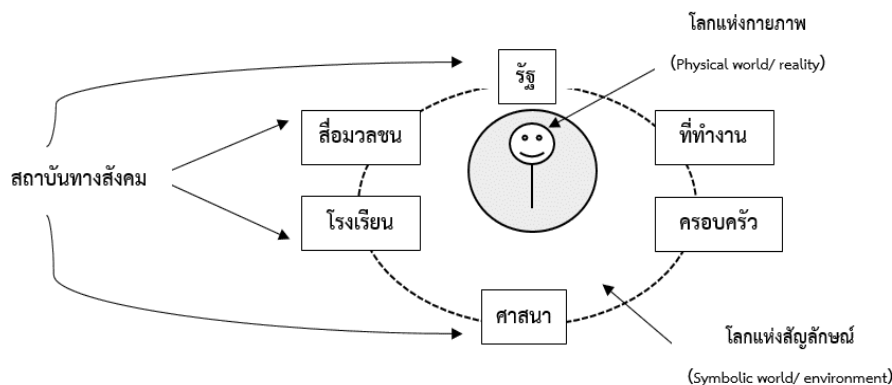 โลกแห่งกายภาพ
(Physical world/ reality)
รัฐ
สื่อมวลชน
ที่ทำงาน
สถาบันทางสังคม
โรงเรียน
ครอบครัว
ศาสนา
โลกแห่งสัญลักษณ์
(Symbolic world/ environment)